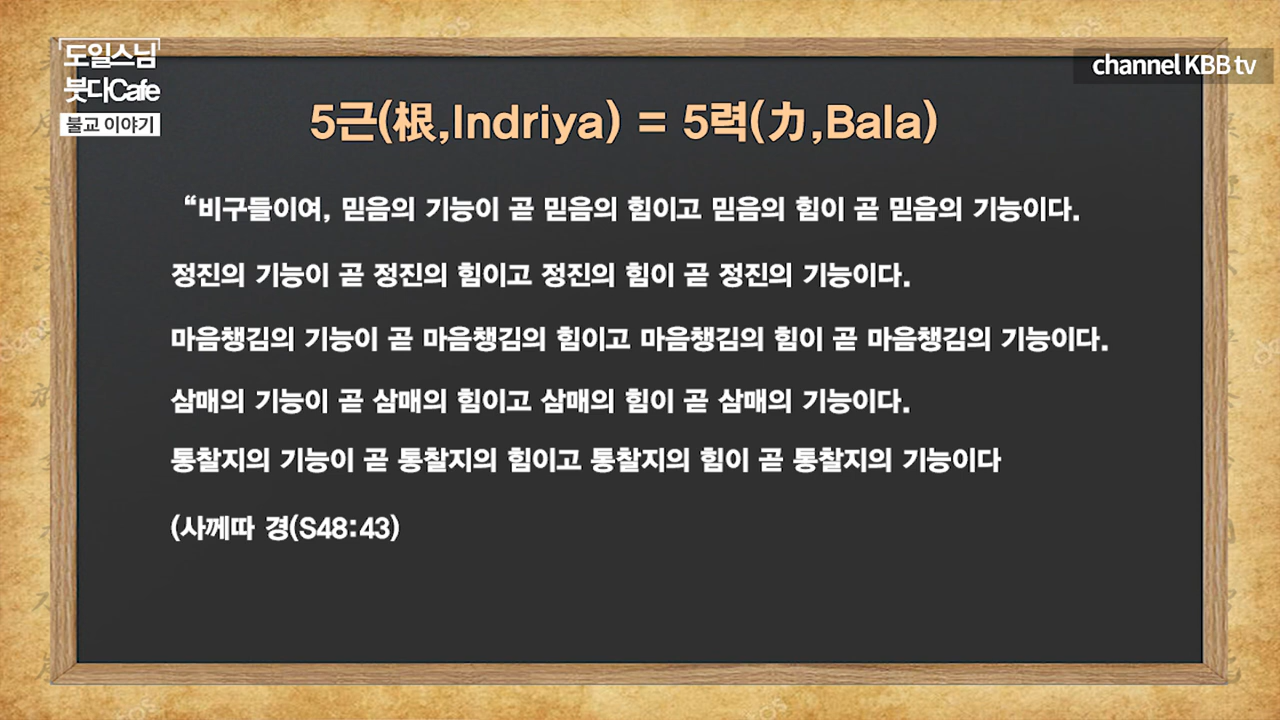 도일스님
붓다Cafe
불교 이야기
channel KBB tv
5근(根,Indriya) = 5력(力,Bala)
“비구들이여, 믿음의 기능이 곧 믿음의 힘이고 믿음의 힘이 곧 믿음의 기능이다.
정진의 기능이 곧 정진의 힘이고 정진의 힘이 곧 정진의 기능이다.
마음챙김의 기능이 곧 마음챙김의 힘이고 마음챙김의 힘이 곧 마음챙김의 기능이다.
삼매의 기능이 곧 삼매의 힘이고 삼매의 힘이 곧 삼매의 기능이다.
통찰지의 기능이 곧 통찰지의 힘이고 통찰지의 힘이 곧 통찰지의 기능이다
(사께따 경(S48:43)